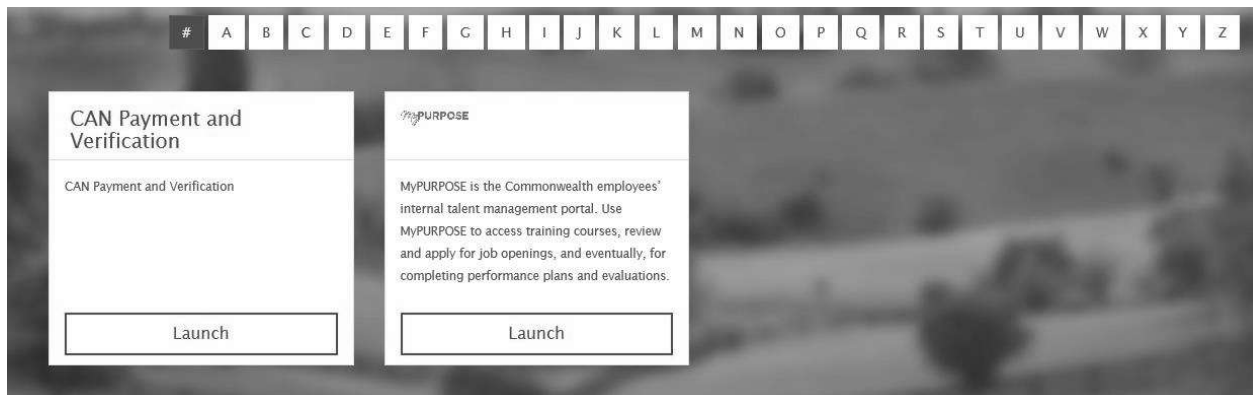 # A B C D E F G H I J K L M N O P Q R S T U V W X Y Z
CAN Payment and
Verification
CAN Payment and Verification
Launch
MyPURPOSE
MyPURPOSE is the Commonwealth employees'
internal talent management portal. Use
MyPURPOSE to access training courses, review
and apply for job openings, and eventually, for
completing performance plans and evaluations.
Launch